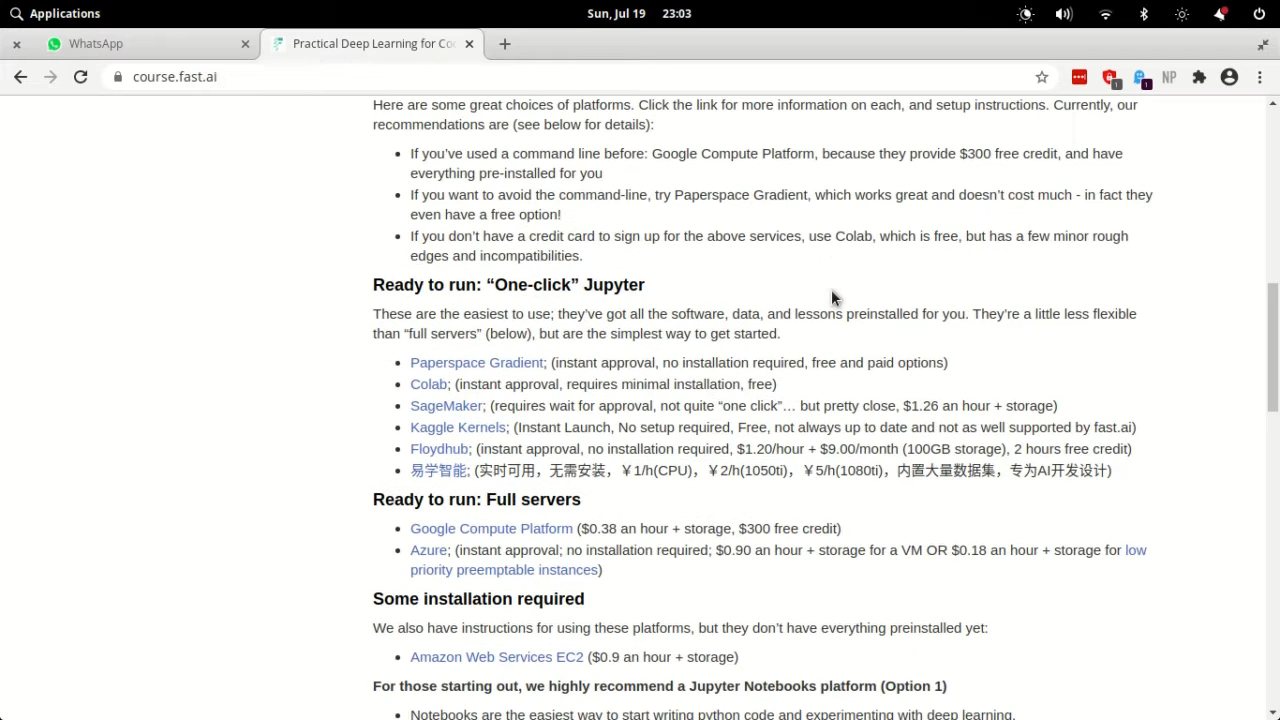 Applications
Sun, Jul 19 23:03
WhatsApp
Practical Deep Learning for Co
course.fast.ai
NP
1
1
Here are some great choices of platforms. Click the link for more information on each, and setup instructions. Currently, our
recommendations are (see below for details):
If you’ve used a command line before: Google Compute Platform, because they provide $300 free credit, and have
everything pre-installed for you
If you want to avoid the command-line, try Paperspace Gradient, which works great and doesn’t cost much - in fact they
even have a free option!
If you don’t have a credit card to sign up for the above services, use Colab, which is free, but has a few minor rough
edges and incompatibilities.
Ready to run: “One-click” Jupyter
These are the easiest to use; they’ve got all the software, data, and lessons preinstalled for you. They’re a little less flexible
than “full servers” (below), but are the simplest way to get started.
Paperspace Gradient; (instant approval, no installation required, free and paid options)
Colab; (instant approval, requires minimal installation, free)
SageMaker; (requires wait for approval, not quite “one click”… but pretty close, $1.26 an hour + storage)
Kaggle Kernels; (Instant Launch, No setup required, Free, not always up to date and not as well supported by fast.ai)
Floydhub; (instant approval, no installation required, $1.20/hour + $9.00/month (100GB storage), 2 hours free credit)
易学智能; (实时可用，无需安装，￥1/h(CPU)，￥2/h(1050ti)，￥5/h(1080ti)，内置大量数据集，专为AI开发设计)
Ready to run: Full servers
Google Compute Platform ($0.38 an hour + storage, $300 free credit)
Azure; (instant approval; no installation required; $0.90 an hour + storage for a VM OR $0.18 an hour + storage for low
priority preemptable instances)
Some installation required
We also have instructions for using these platforms, but they don’t have everything preinstalled yet:
Amazon Web Services EC2 ($0.9 an hour + storage)
For those starting out, we highly recommend a Jupyter Notebooks platform (Option 1)
Notebooks are the easiest way to start writing python code and experimenting with deep learning.